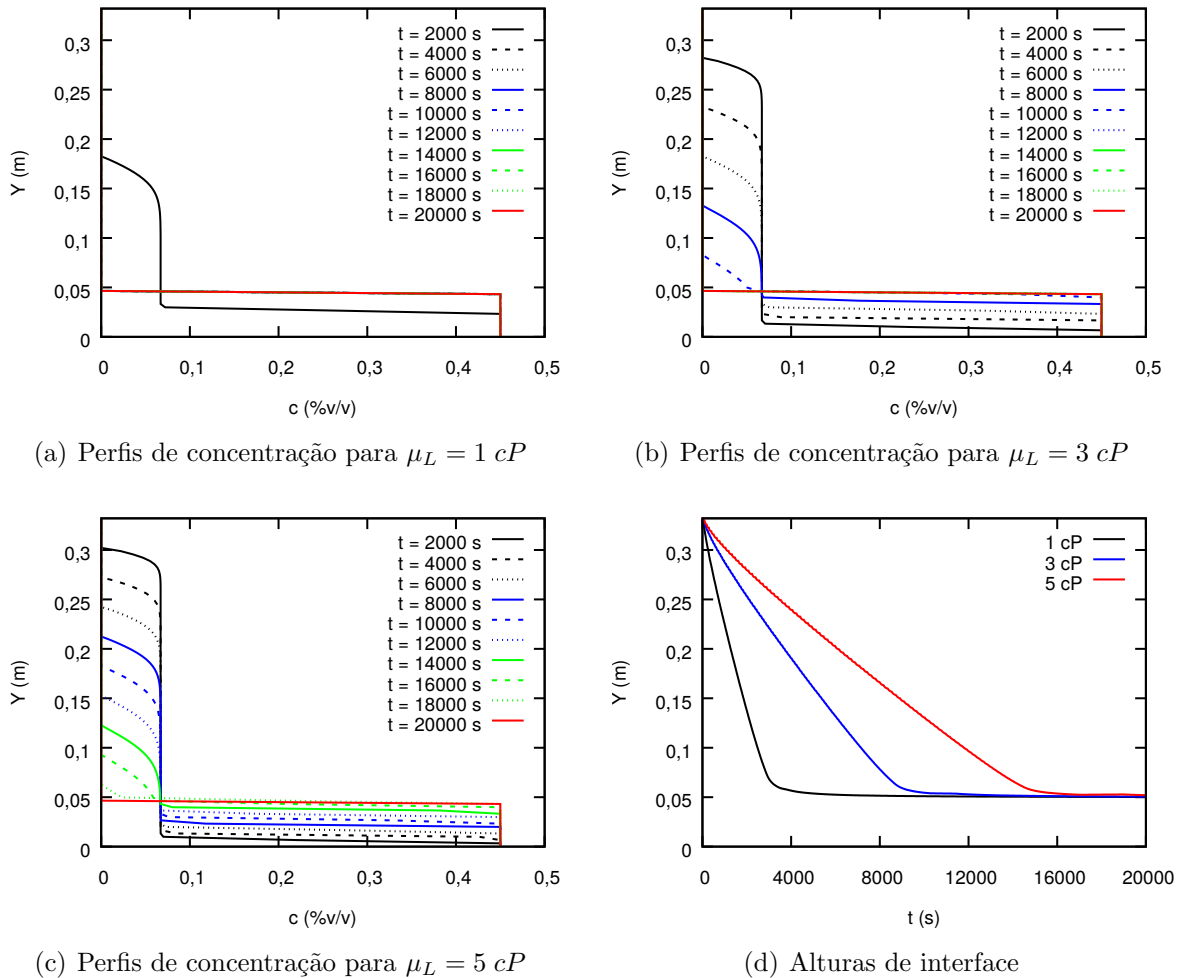 0,3
0,25
0,2
0,15
0,1
0,05
0
Y (m)
0 0,1 0,2 0,3 0,4 0,5
c (%v/v)
t = 2000 s
t = 4000 s
t = 6000 s
t = 8000 s
t = 10000 s
t = 12000 s
t = 14000 s
t = 16000 s
t = 18000 s
t = 20000 s
(a) Perfis de concentração para μL = 1 cP
0,3
0,25
0,2
0,15
0,1
0,05
0
Y (m)
0 0,1 0,2 0,3 0,4 0,5
c (%v/v)
t = 2000 s
t = 4000 s
t = 6000 s
t = 8000 s
t = 10000 s
t = 12000 s
t = 14000 s
t = 16000 s
t = 18000 s
t = 20000 s
(b) Perfis de concentração para μL = 3 cP
0,3
0,25
0,2
0,15
0,1
0,05
0
Y (m)
0 0,1 0,2 0,3 0,4 0,5
c (%v/v)
t = 2000 s
t = 4000 s
t = 6000 s
t = 8000 s
t = 10000 s
t = 12000 s
t = 14000 s
t = 16000 s
t = 18000 s
t = 20000 s
(c) Perfis de concentração para μL = 5 cP
0,3
0,25
0,2
0,15
0,1
0,05
0
Y (m)
0 4000 8000 12000 16000 20000
t (s)
1 cP
3 cP
5 cP
(d) Alturas de interface